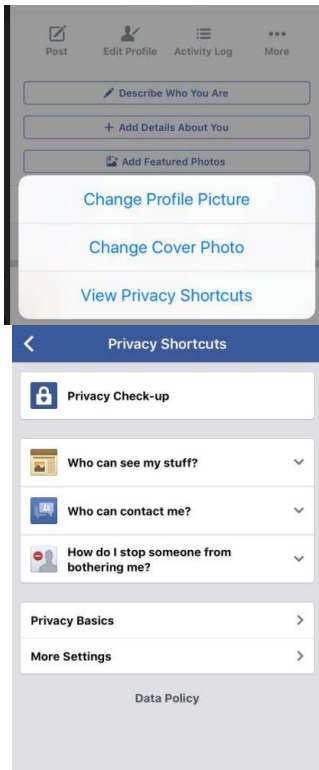 Post Edit Profile Activity Log More
Describe Who You Are
+ Add Details About You
Add Featured Photos
Change Profile Picture
Change Cover Photo
View Privacy Shortcuts
Privacy Shortcuts
Privacy Check-up
Who can see my stuff?
Who can contact me?
How do I stop someone from
bothering me?
Privacy Basics
More Settings
Data Policy